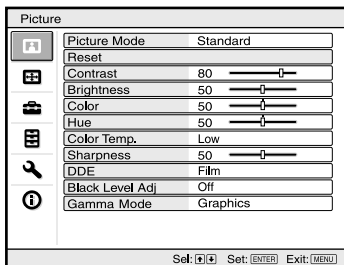 Picture
Picture Mode Standard
Reset
Contrast 80
Brightness 50
Color 50
Hue 50
Color Temp. Low
Sharpness 50
DDE Film
Black Level Adj Off
Gamma Mode Graphics
Sel: Set: ENTER Exit: MENU